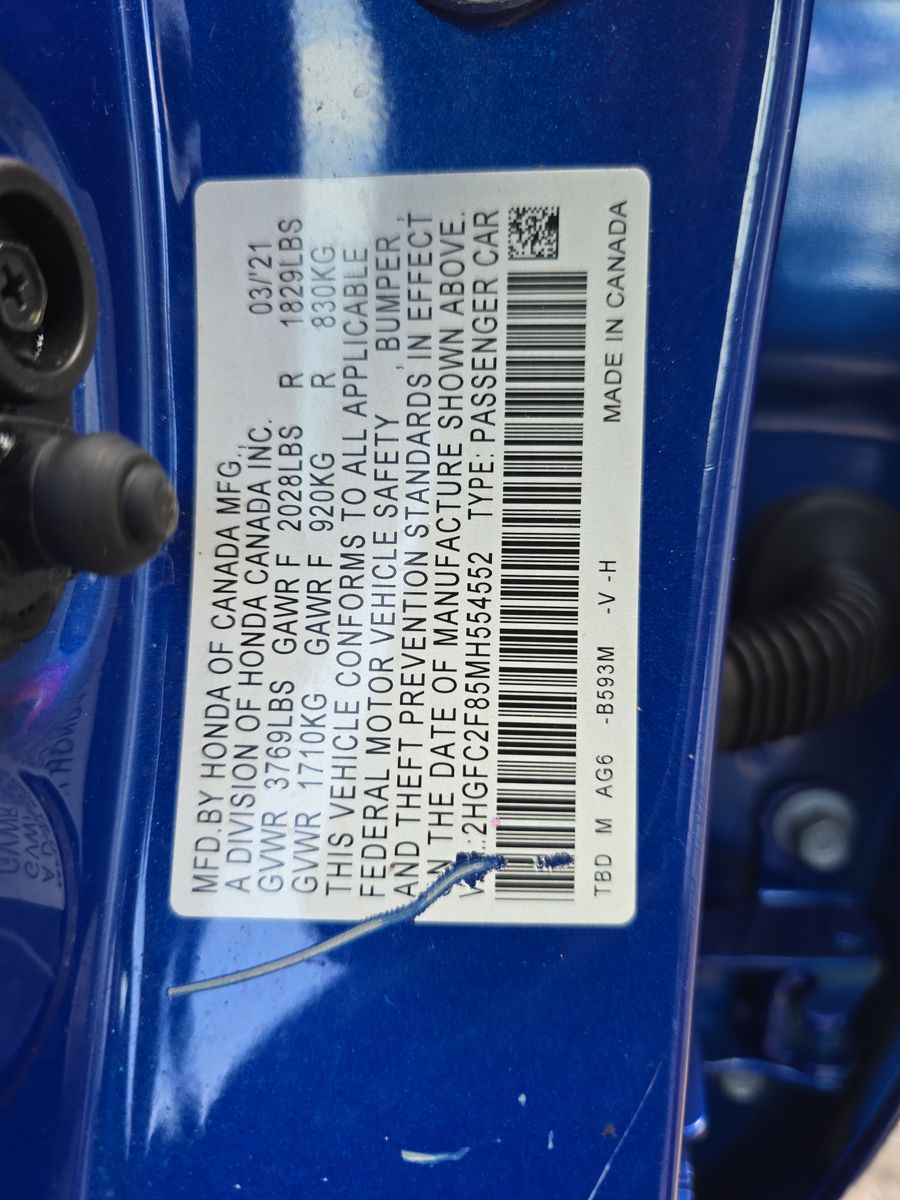 MFD.BY HONDA OF CANADA MFG.,
A DIVISION OF HONDA CANADA INC. 03/'21
GVWR 3769LBS GAWR F 2028LBS R 1829LBS
GVWR 1710KG GAWR F 920KG R 830KG
THIS VEHICLE CONFORMS TO ALL APPLICABLE
FEDERAL MOTOR VEHICLE SAFETY , BUMPER ,
AND THEFT PREVENTION STANDARDS IN EFFECT
ON THE DATE OF MANUFACTURE SHOWN ABOVE.
V.:2HGFC2F85MH554552 TYPE: PASSENGER CAR
TBD M AG6 -B593M -V -H MADE IN CANADA